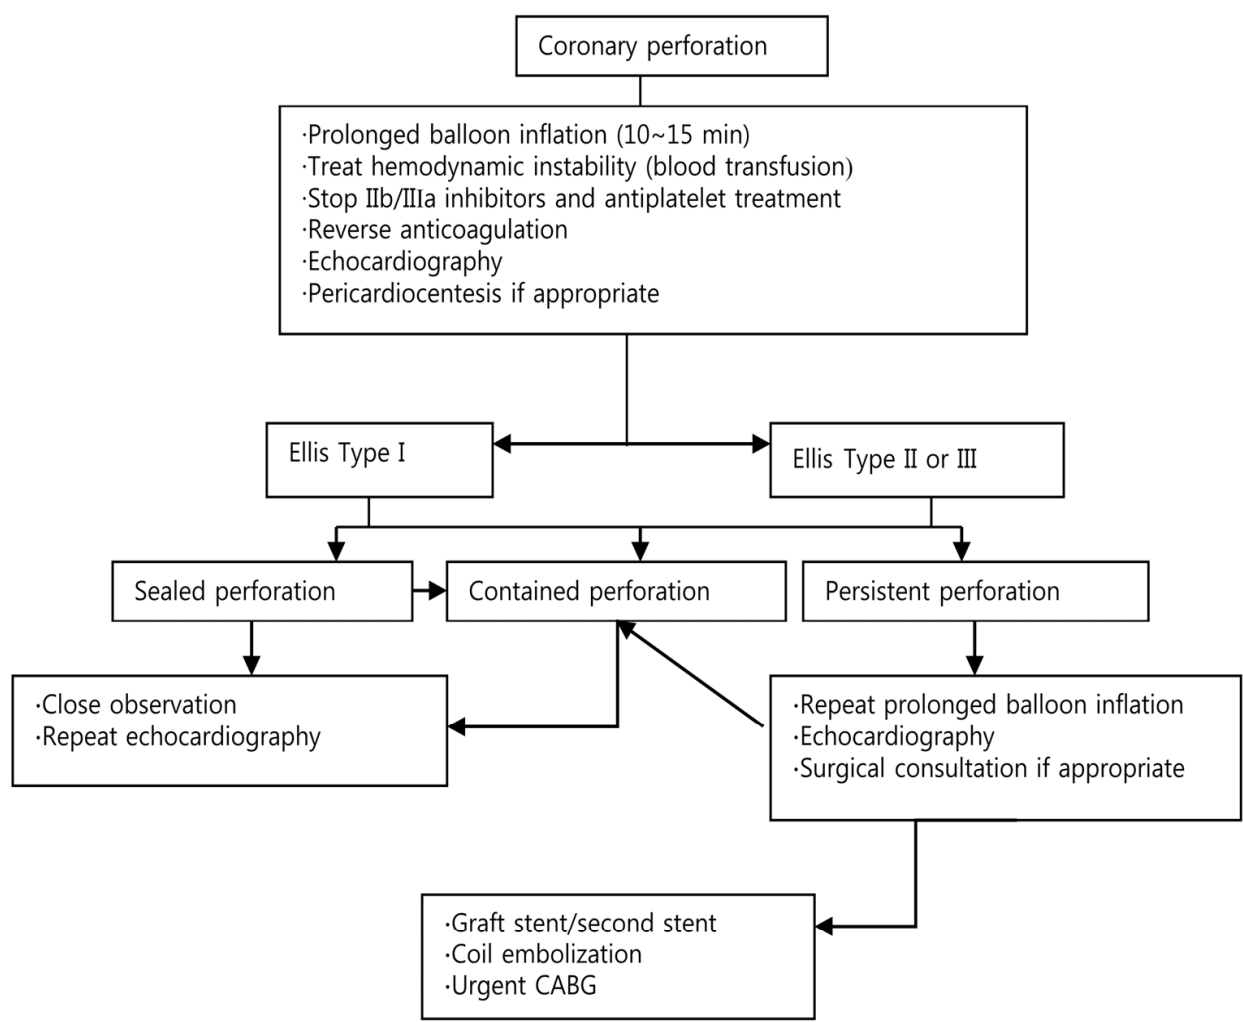 Coronary perforation
·Prolonged balloon inflation (10~15 min)
·Treat hemodynamic instability (blood transfusion)
·Stop Ⅱb/Ⅲa inhibitors and antiplatelet treatment
·Reverse anticoagulation
·Echocardiography
·Pericardiocentesis if appropriate
Ellis Type Ⅰ
Ellis Type Ⅱ or Ⅲ
Sealed perforation
Contained perforation
Persistent perforation
·Close observation
·Repeat echocardiography
·Repeat prolonged balloon inflation
·Echocardiography
·Surgical consultation if appropriate
·Graft stent/second stent
·Coil embolization
·Urgent CABG